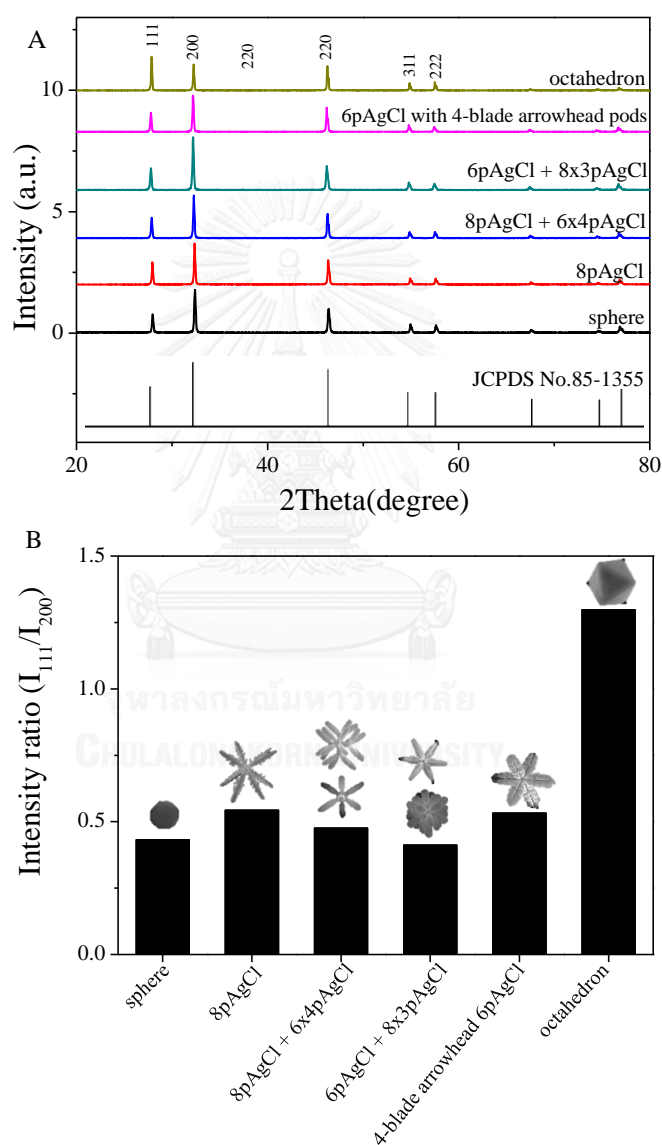 A
111
200
220
220
311
222
10
5
0
Intensity (a.u.)
octahedron
6pAgCl with 4-blade arrowhead pods
6pAgCl + 8x3pAgCl
8pAgCl + 6x4pAgCl
8pAgCl
sphere
JCPDS No.85-1355
20
40
60
80
2Theta(degree)
B
1.5
1.0
0.5
0.0
Intensity ratio (I111/I200)
จุฬาลงกรณ์มหาวิทยาลัย
CHULALONGKORN UNIVERSITY
sphere
8pAgCl
8pAgCl + 6x4pAgCl
6pAgCl + 8x3pAgCl
4-blade arrowhead 6pAgCl
octahedron